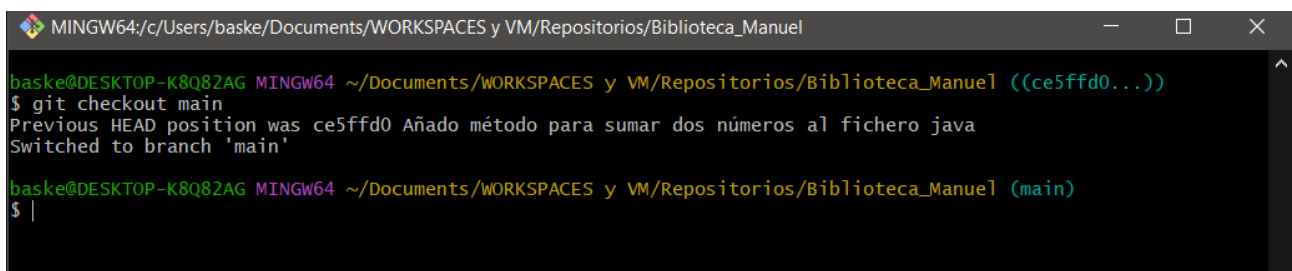 MINGW64:/c/Users/baske/Documents/WORKSPACES y VM/Repositorios/Biblioteca_Manuel
baske@DESKTOP-K8Q82AG MINGW64 ~/Documents/WORKSPACES y VM/Repositorios/Biblioteca_Manuel ((ce5ffd0...))
$ git checkout main
Previous HEAD position was ce5ffd0 Añado método para sumar dos números al fichero java
Switched to branch 'main'
baske@DESKTOP-K8Q82AG MINGW64 ~/Documents/WORKSPACES y VM/Repositorios/Biblioteca_Manuel (main)
$